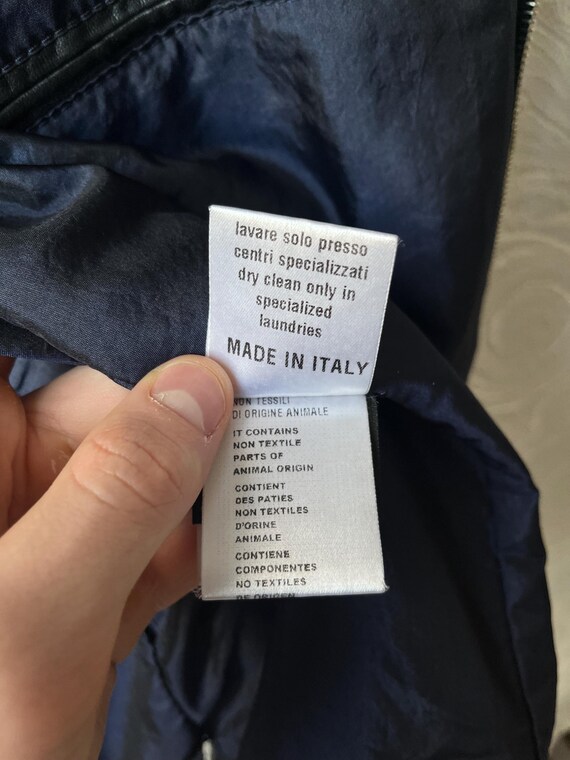 lavare solo presso
centri specializzati
dry clean only in
specialized
laundries
MADE IN ITALY
NON TESSILI
DI ORIGINE ANIMALE
IT CONTAINS
NON TEXTILE
PARTS OF
ANIMAL ORIGIN
CONTIENT
DES PATIES
NON TEXTILES
D'ORINE
ANIMALE
CONTIENE
COMPONENTES
NO TEXTILES
DE ORIGEN